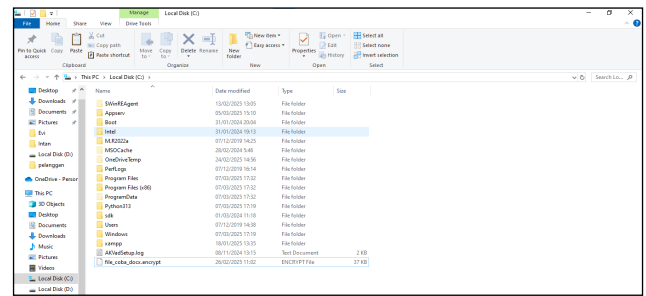 Manage Local Disk (C:)
File Home Share View Drive Tools
Pin to Quick access Copy Paste Cut Copy path Paste shortcut
Move to Copy to Delete Rename New folder New item Easy access
Properties Open Edit History Select all Select none Invert selection
Clipboard Organize New Open Select
This PC > Local Disk (C:) > Search Lo...
Name Date modified Type Size
Desktop
Downloads
Documents
Pictures
Evi
Intan
Local Disk (D:)
pelanggan
OneDrive - Person
This PC
3D Objects
Desktop
Documents
Downloads
Music
Pictures
Videos
Local Disk (C:)
Local Disk (D:)
$WinREAgent 13/02/2025 13:05 File folder
Appserv 05/03/2025 15:10 File folder
Boot 31/01/2024 20:04 File folder
Intel 31/01/2024 19:13 File folder
M.R2022a 07/12/2019 14:25 File folder
MSOCache 28/02/2024 5:46 File folder
OneDriveTemp 24/02/2025 14:56 File folder
PerfLogs 07/12/2019 16:14 File folder
Program Files 07/03/2025 17:32 File folder
Program Files (x86) 07/03/2025 17:32 File folder
ProgramData 07/03/2025 17:32 File folder
Python313 07/03/2025 17:19 File folder
sdk 01/03/2024 11:18 File folder
Users 07/12/2019 14:38 File folder
Windows 07/03/2025 17:19 File folder
xampp 18/01/2025 13:35 File folder
AKVadSetup.log 08/11/2024 13:15 Text Document 2 KB
file_coba_docx.encrypt 26/02/2025 11:02 ENCRYPT File 37 KB